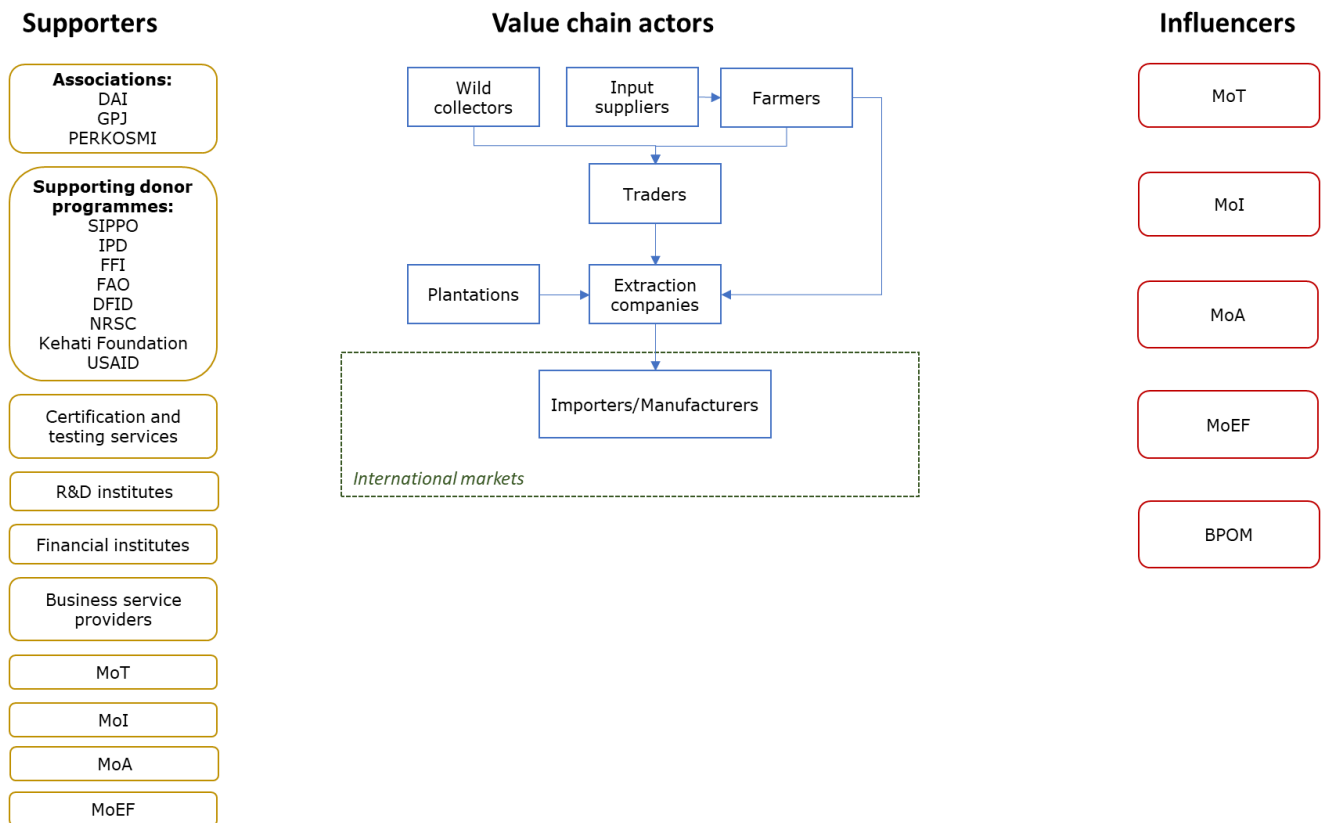 Supporters
Associations:
DAI
GPJ
PERKOSMI
Supporting donor
programmes:
SIPPO
IPD
FFI
FAO
DFID
NRSC
Kehati Foundation
USAID
Certification and
testing services
R&D institutes
Financial institutes
Business service
providers
MoT
MoI
MoA
MoEF
Value chain actors
Wild
collectors
Input
suppliers
Farmers
Traders
Plantations
Extraction
companies
Importers/Manufacturers
International markets
Influencers
MoT
MoI
MoA
MoEF
BPOM